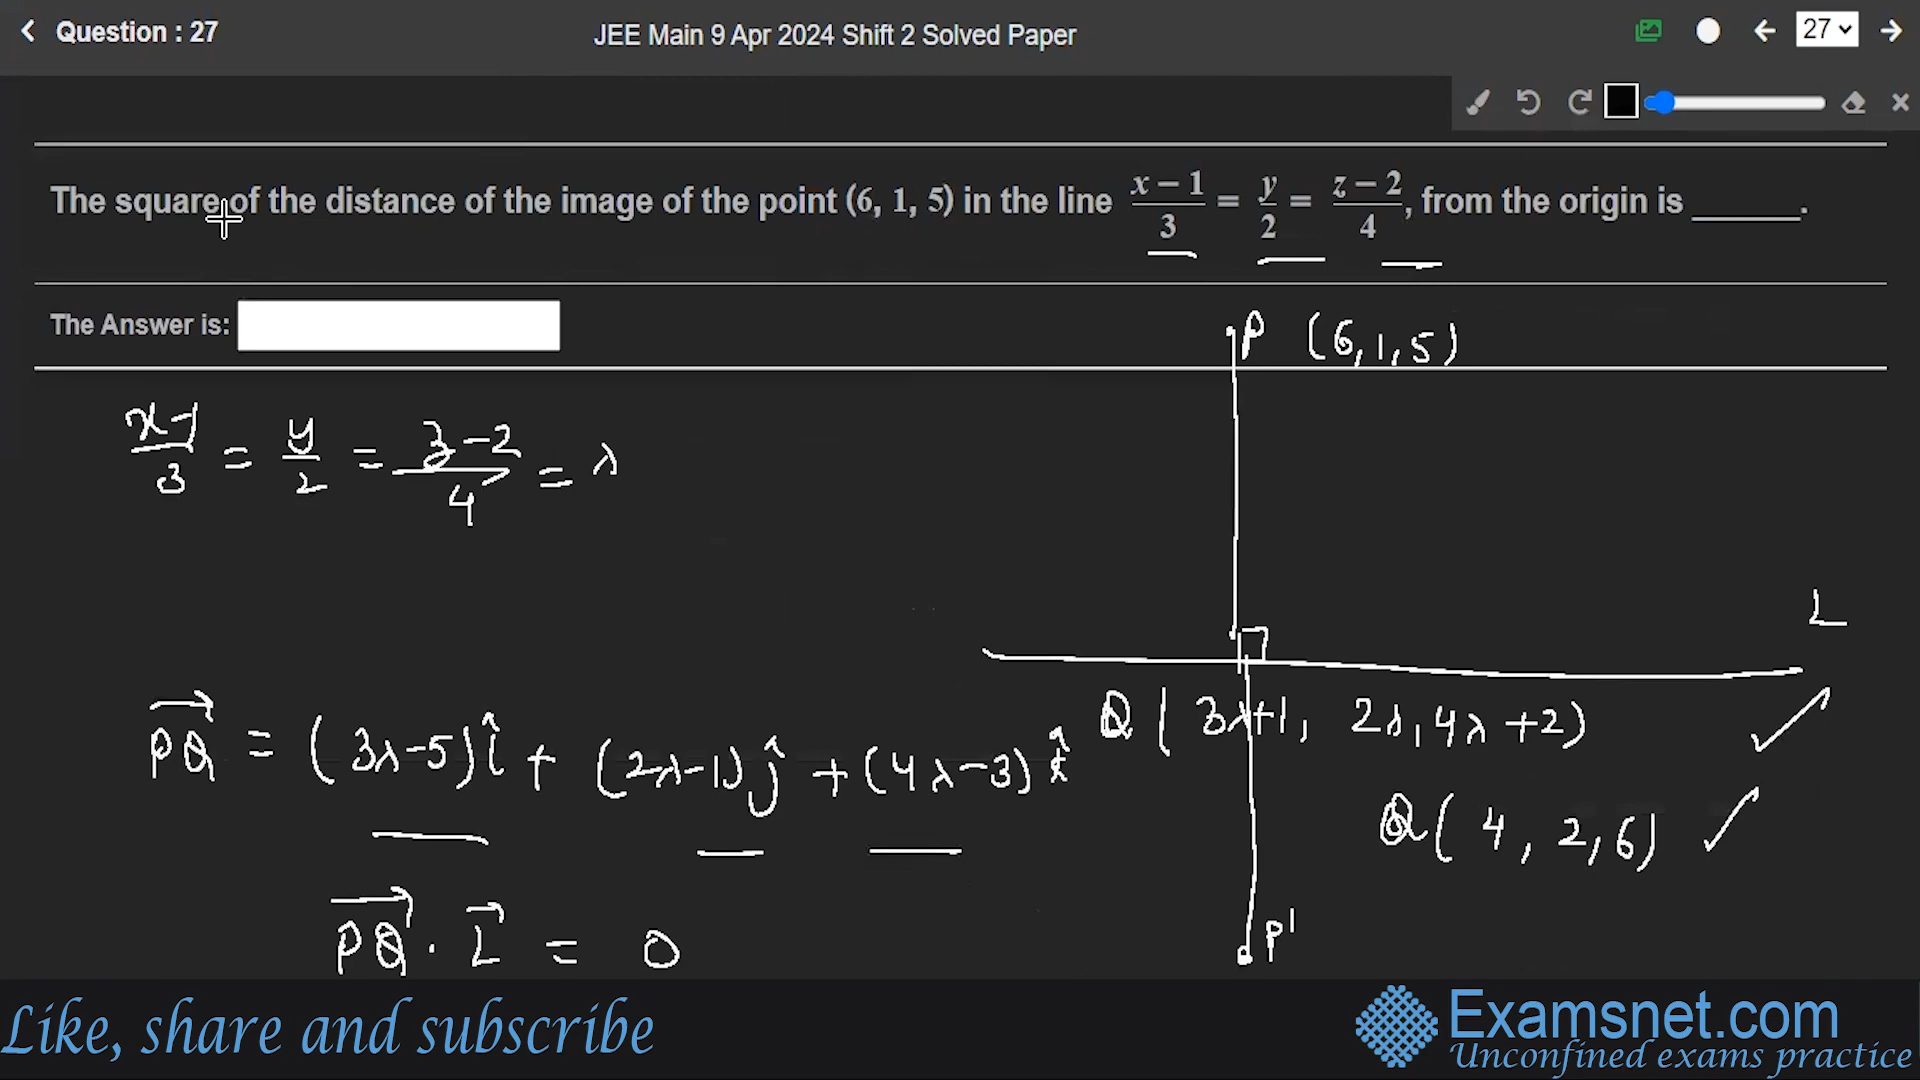 Question : 27
JEE Main 9 Apr 2024 Shift 2 Solved Paper
27
The square of the distance of the image of the point (6, 1, 5) in the line (x − 1)/3 = y/2 = (z − 2)/4, from the origin is ______.
The Answer is:
P (6, 1, 5)
(x-1)/3 = y/2 = (z-2)/4 = λ
L
PQ⃗ = (3λ-5)î + (2λ-1)ĵ + (4λ-3)k̂
Q (3λ+1, 2λ, 4λ+2)
Q (4, 2, 6)
PQ⃗ . L⃗ = 0
P'
Like, share and subscribe
Examsnet.com
Unconfined exams practice